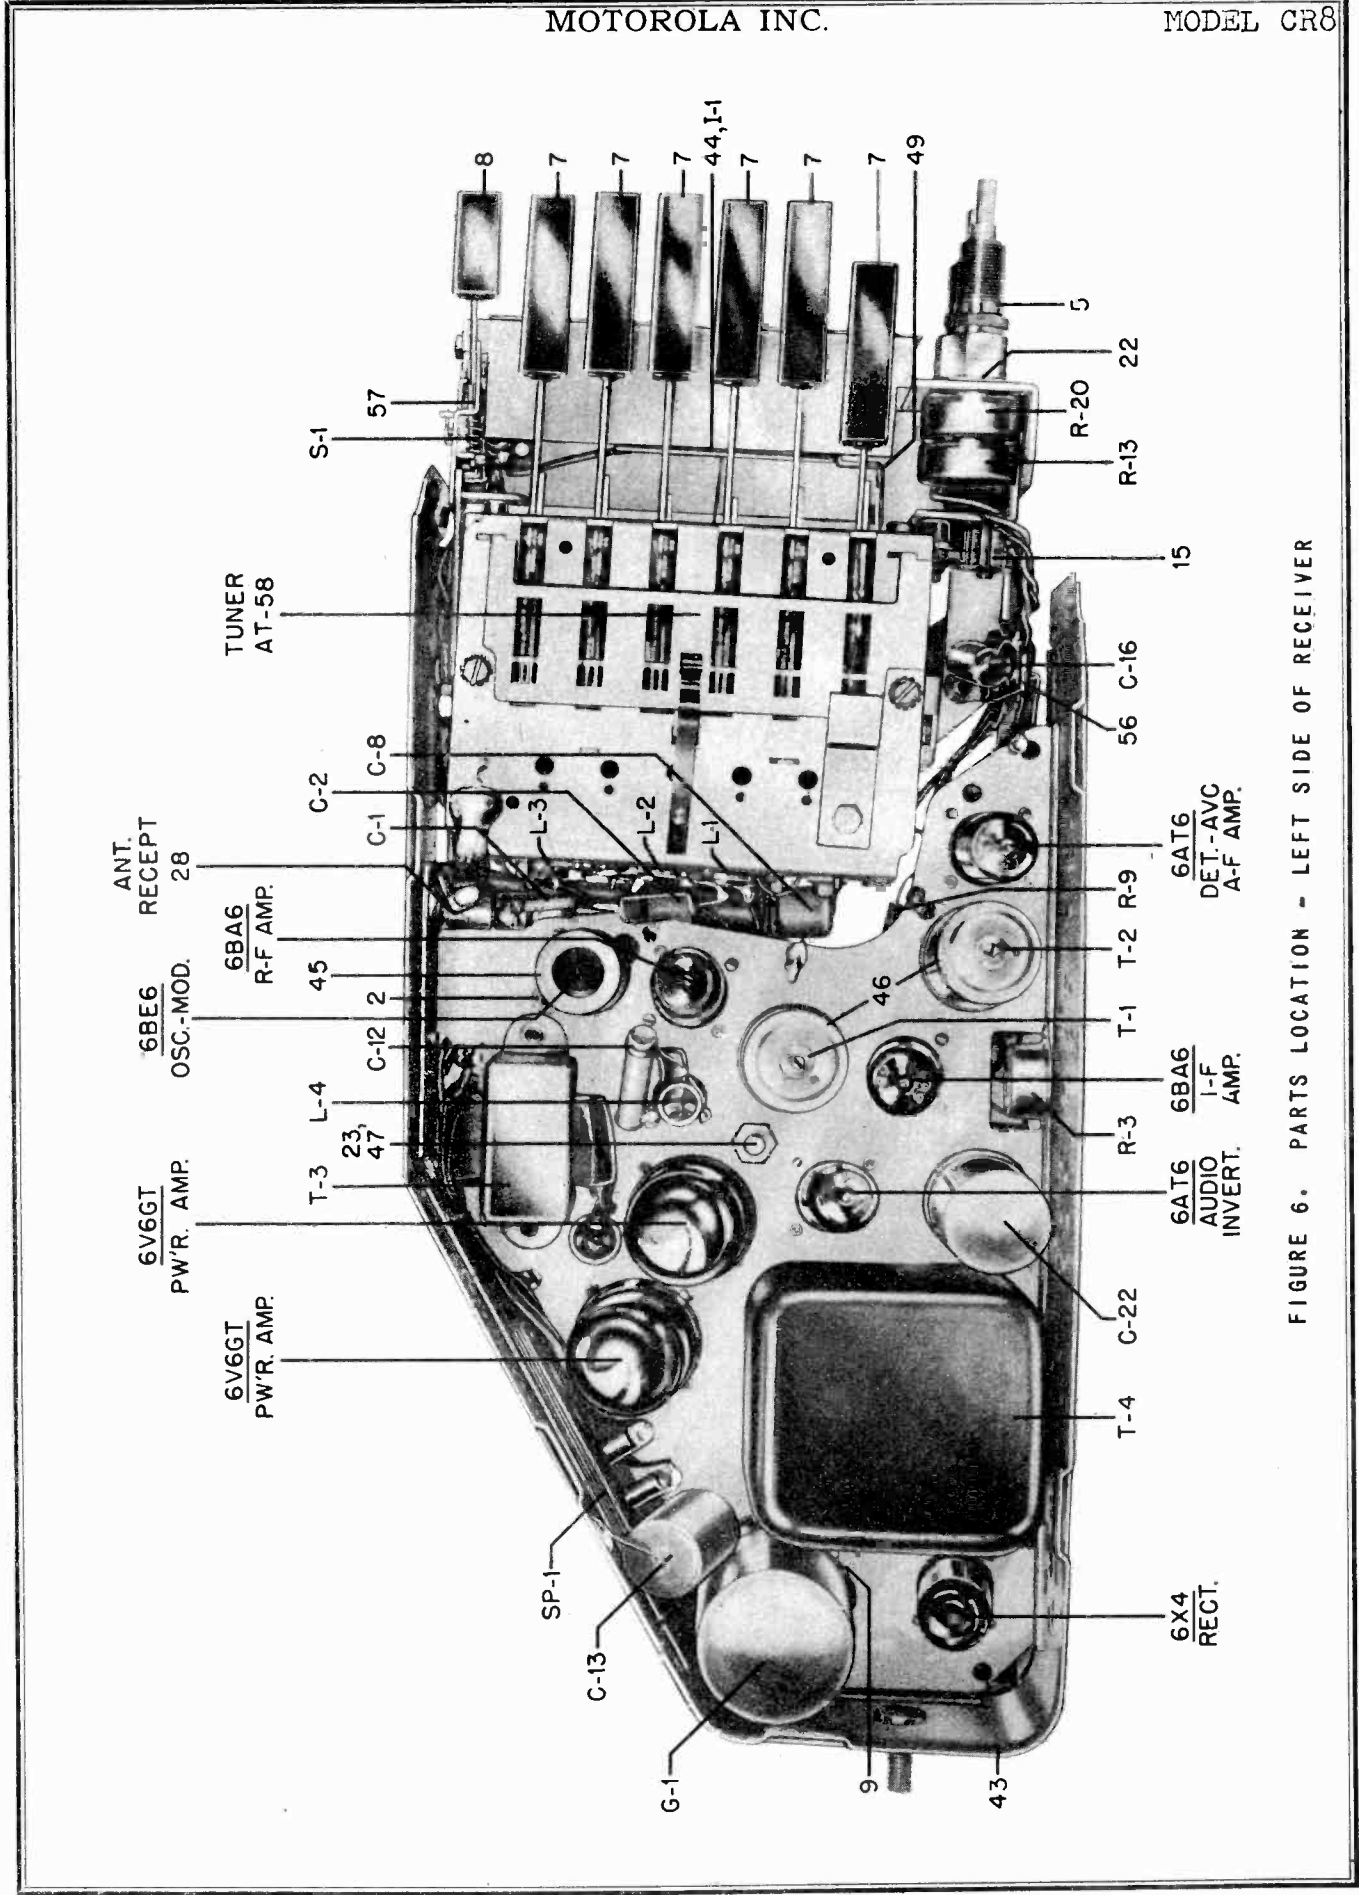 MOTOROLA INC.
MODEL CR8
8
7
7
7
44,I-1
7
7
7
49
5
22
R-20
R-13
57
S-1
15
TUNER
AT-58
C-16
56
C-8
C-2
C-1
L-3
L-2
L-1
ANT.
RECEPT
28
6BA6
R-F AMP.
45
6BE6
OSC.-MOD.
2
C-12
L-4
23,
47
T-3
6V6GT
PW'R. AMP.
6V6GT
PW'R. AMP.
6AT6
DET.-AVC
A-F AMP.
R-9
T-2
46
T-1
6BA6
I-F
AMP.
R-3
6AT6
AUDIO
INVERT.
C-22
T-4
SP-1
C-13
G-1
9
43
6X4
RECT.
FIGURE 6. PARTS LOCATION - LEFT SIDE OF RECEIVER